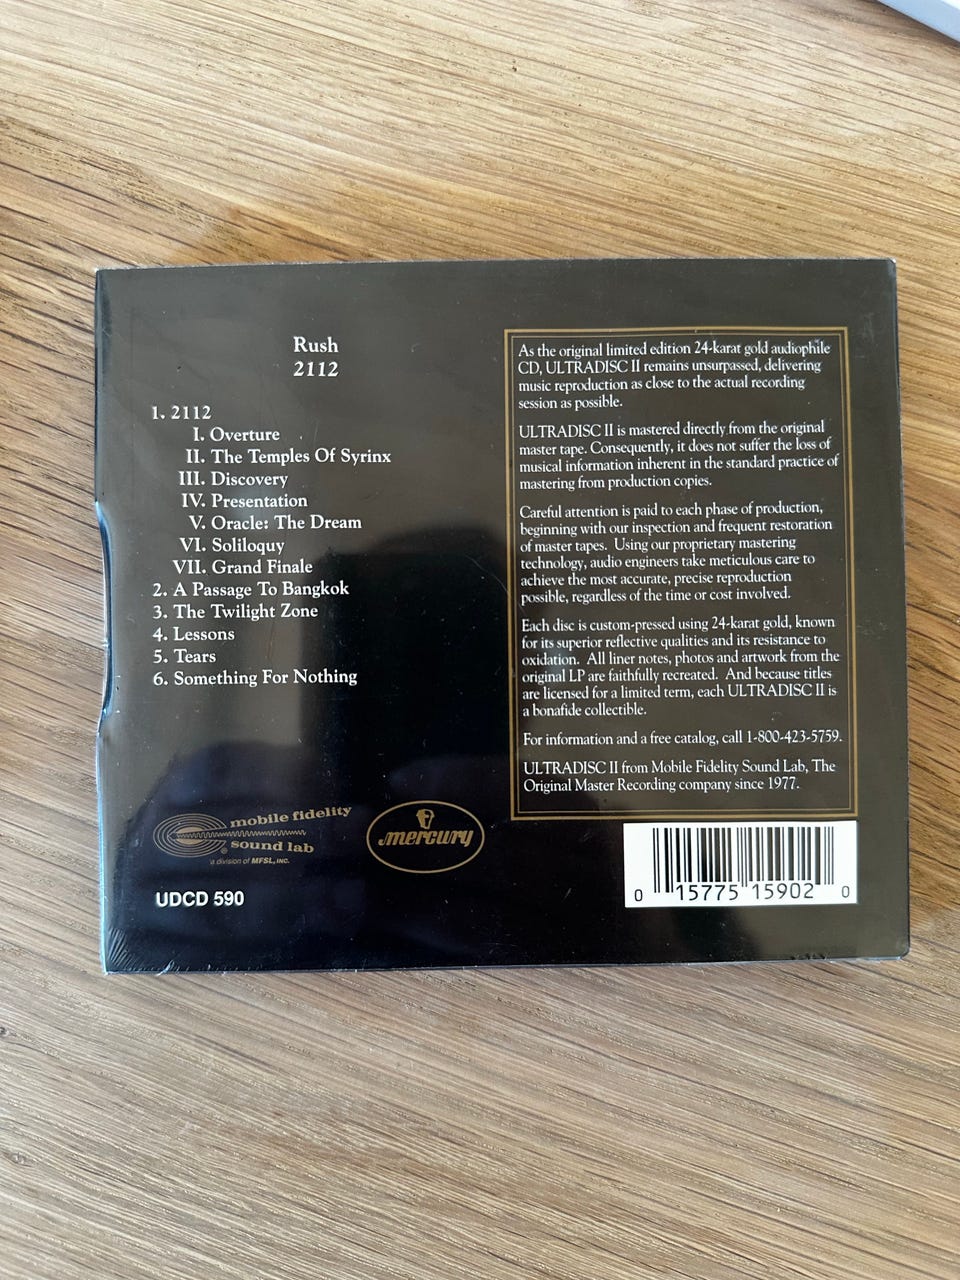 Rush
2112
1. 2112
I. Overture
II. The Temples Of Syrinx
III. Discovery
IV. Presentation
V. Oracle: The Dream
VI. Soliloquy
VII. Grand Finale
2. A Passage To Bangkok
3. The Twilight Zone
4. Lessons
5. Tears
6. Something For Nothing
mobile fidelity
sound lab
®
a division of MFSL, INC.
mercury
UDCD 590
As the original limited edition 24-karat gold audiophile
CD, ULTRADISC II remains unsurpassed, delivering
music reproduction as close to the actual recording
session as possible.
ULTRADISC II is mastered directly from the original
master tape. Consequently, it does not suffer the loss of
musical information inherent in the standard practice of
mastering from production copies.
Careful attention is paid to each phase of production,
beginning with our inspection and frequent restoration
of master tapes. Using our proprietary mastering
technology, audio engineers take meticulous care to
achieve the most accurate, precise reproduction
possible, regardless of the time or cost involved.
Each disc is custom-pressed using 24-karat gold, known
for its superior reflective qualities and its resistance to
oxidation. All liner notes, photos and artwork from the
original LP are faithfully recreated. And because titles
are licensed for a limited term, each ULTRADISC II is
a bonafide collectible.
For information and a free catalog, call 1-800-423-5759.
ULTRADISC II from Mobile Fidelity Sound Lab, The
Original Master Recording company since 1977.
0 15775 15902 0